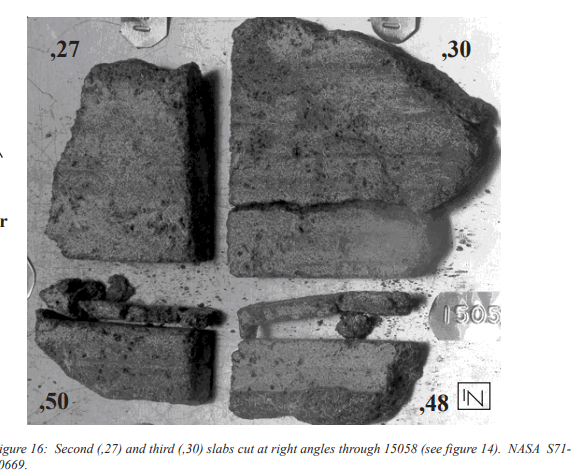 ,27
,30
r
1505
,50
,48
N
igure 16: Second (,27) and third (,30) slabs cut at right angles through 15058 (see figure 14). NASA S71-
0669.